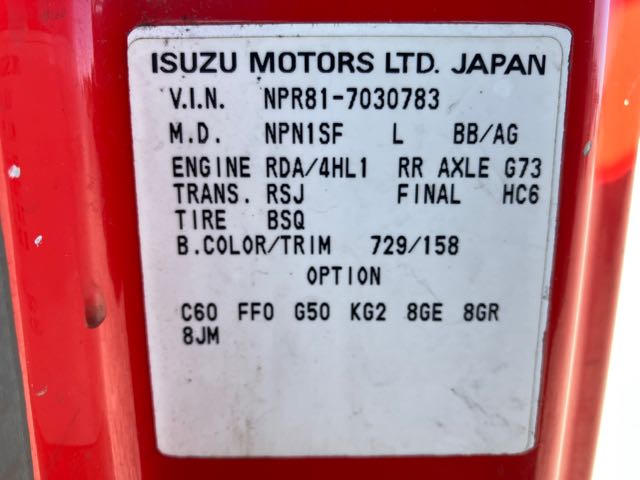 ISUZU MOTORS LTD. JAPAN
V.I.N. NPR81-7030783
M.D. NPN1SF L BB/AG
ENGINE RDA/4HL1 RR AXLE G73
TRANS. RSJ FINAL HC6
TIRE BSQ
B.COLOR/TRIM 729/158
OPTION
C60 FF0 G50 KG2 8GE 8GR
8JM